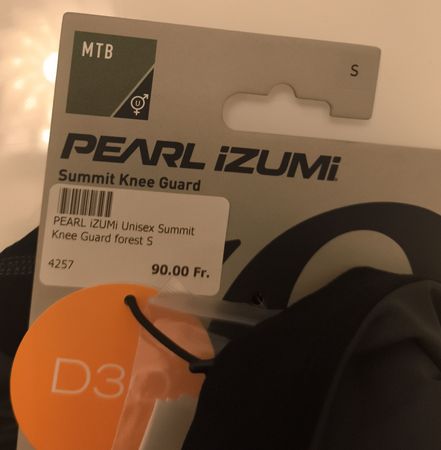 MTB
U
S
PEARL iZUMi
Summit Knee Guard
PEARL iZUMi Unisex Summit
Knee Guard forest S
4257
90.00 Fr.
D3